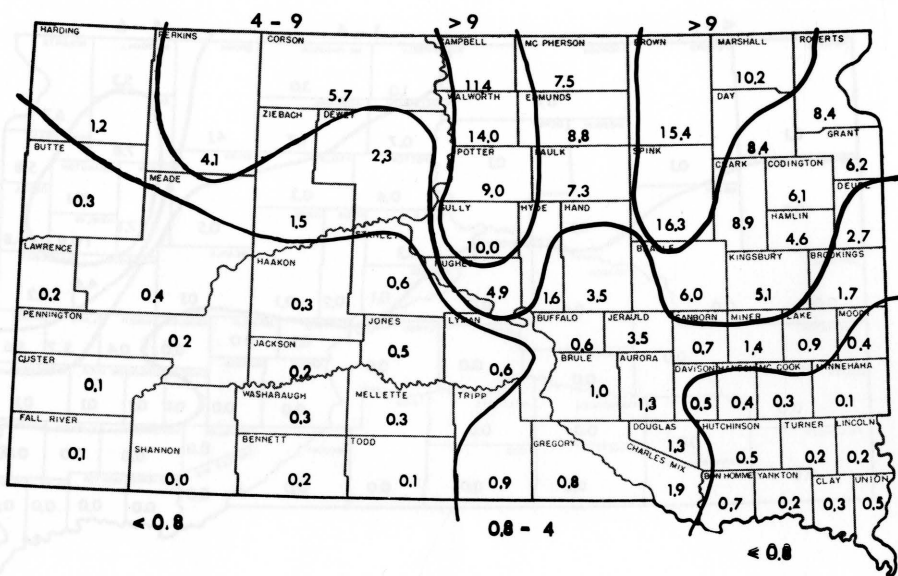 4 - 9 >9 >9
HARDING PERKINS CORSON CAMPBELL MC PHERSON BROWN MARSHALL ROBERTS
1,2 4,1 5,7 11,4 7.5 15,4 10,2 8,4
ZIEBACH DEWEY WALWORTH EDMUNDS DAY GRANT
1,5 2,3 14,0 8,8 8,4 6,2
BUTTE MEADE POTTER FAULK SPINK CLARK CODINGTON DEUEL
0.3 0,4 9,0 7,3 16,3 8,9 6,1 2,7
HAMLIN
4,6
LAWRENCE HAAKON STANLEY SULLY HYDE HAND BEADLE KINGSBURY BROOKINGS
0,2 0,3 0,6 10,0 1,6 3,5 6,0 5,1 1,7
HUGHES
4,9
PENNINGTON JACKSON JONES LYMAN BUFFALO JERAULD SANBORN MINER LAKE MOODY
0 2 0,2 0,5 0,6 0,6 3,5 0,7 1,4 0,9 0,4
CUSTER WASHABAUGH MELLETTE TRIPP BRULE AURORA DAVISON HANSON MC COOK MINNEHAHA
0,1 0,3 0,3 0,9 1,0 1,3 0,5 0,4 0,3 0,1
FALL RIVER SHANNON BENNETT TODD GREGORY DOUGLAS HUTCHINSON TURNER LINCOLN
0,1 0,0 0,2 0,1 0,8 1,3 0,5 0,2 0,2
CHARLES MIX BON HOMME YANKTON CLAY UNION
1,9 0,7 0,2 0,3 0,5
< 0,8 0,8 - 4 < 0,8